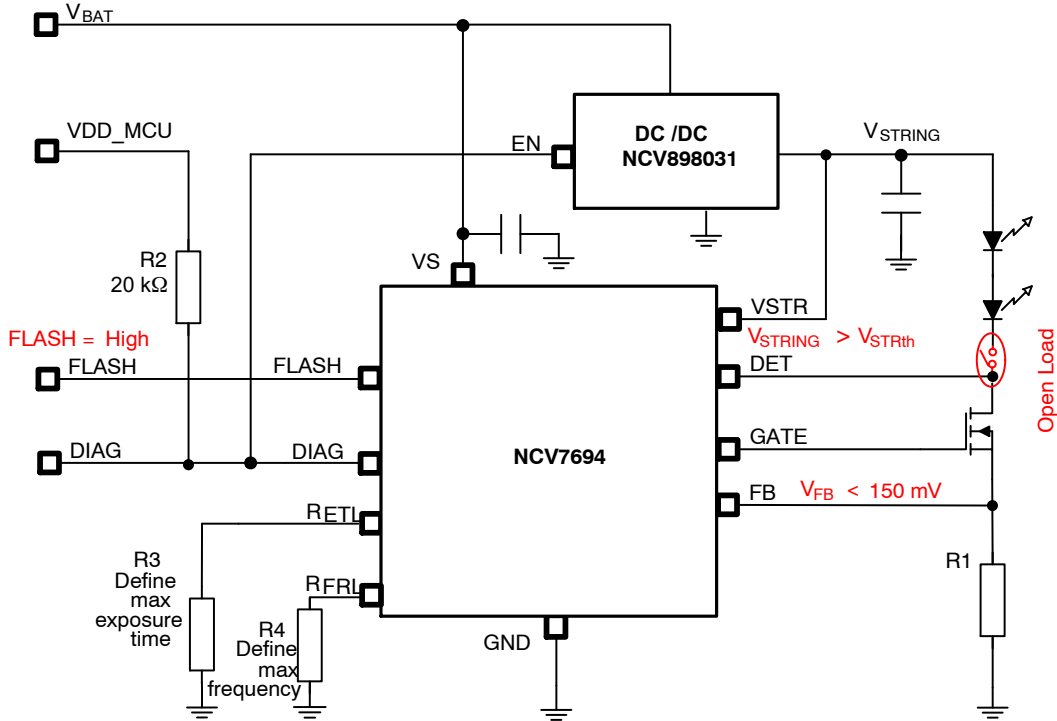 VBAT
VDD_MCU
EN
DC /DC
NCV898031
VSTRING
R2
20 kΩ
VS
FLASH = High
VSTR
VSTRING > VSTRth
FLASH
FLASH
DET
Open Load
DIAG
DIAG
NCV7694
GATE
FB
VFB < 150 mV
RETL
R3
Define
max
exposure
time
RFRL
R4
Define
max
frequency
GND
R1